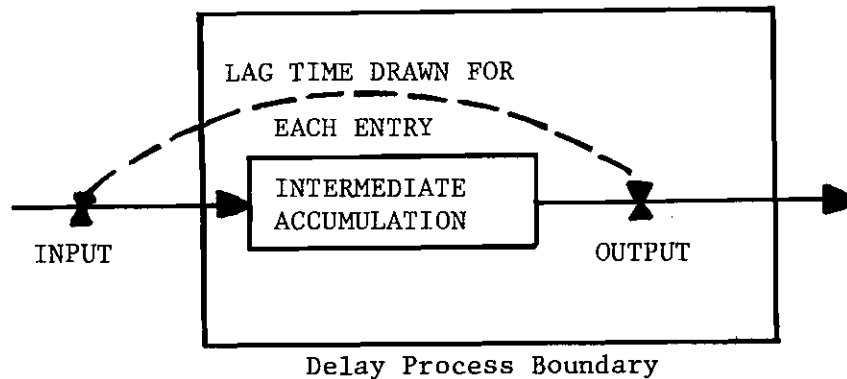 LAG TIME DRAWN FOR
EACH ENTRY
INTERMEDIATE
ACCUMULATION
INPUT
OUTPUT
Delay Process Boundary